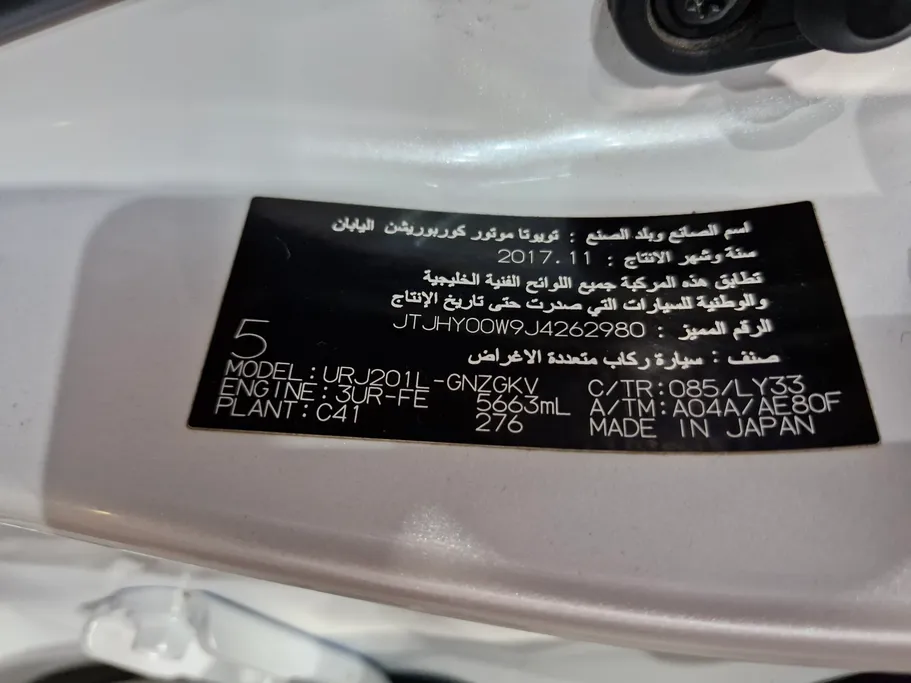 اسم الصانع وبلد الصنع : تويوتا موتور كوربوريشن اليابان
سنة وشهر الانتاج : 2017.11
تطابق هذه المركبة جميع اللوائح الفنية الخليجية
والوطنية للسيارات التي صدرت حتى تاريخ الإنتاج
الرقم المميز : JTJHY00W9J4262980
صنف : سيارة ركاب متعددة الاغراض
5
MODEL:URJ201L-GNZGKV C/TR:085/LY33
ENGINE:3UR-FE 5663mL A/TM:A04A/AE80F
PLANT:C41 276 MADE IN JAPAN